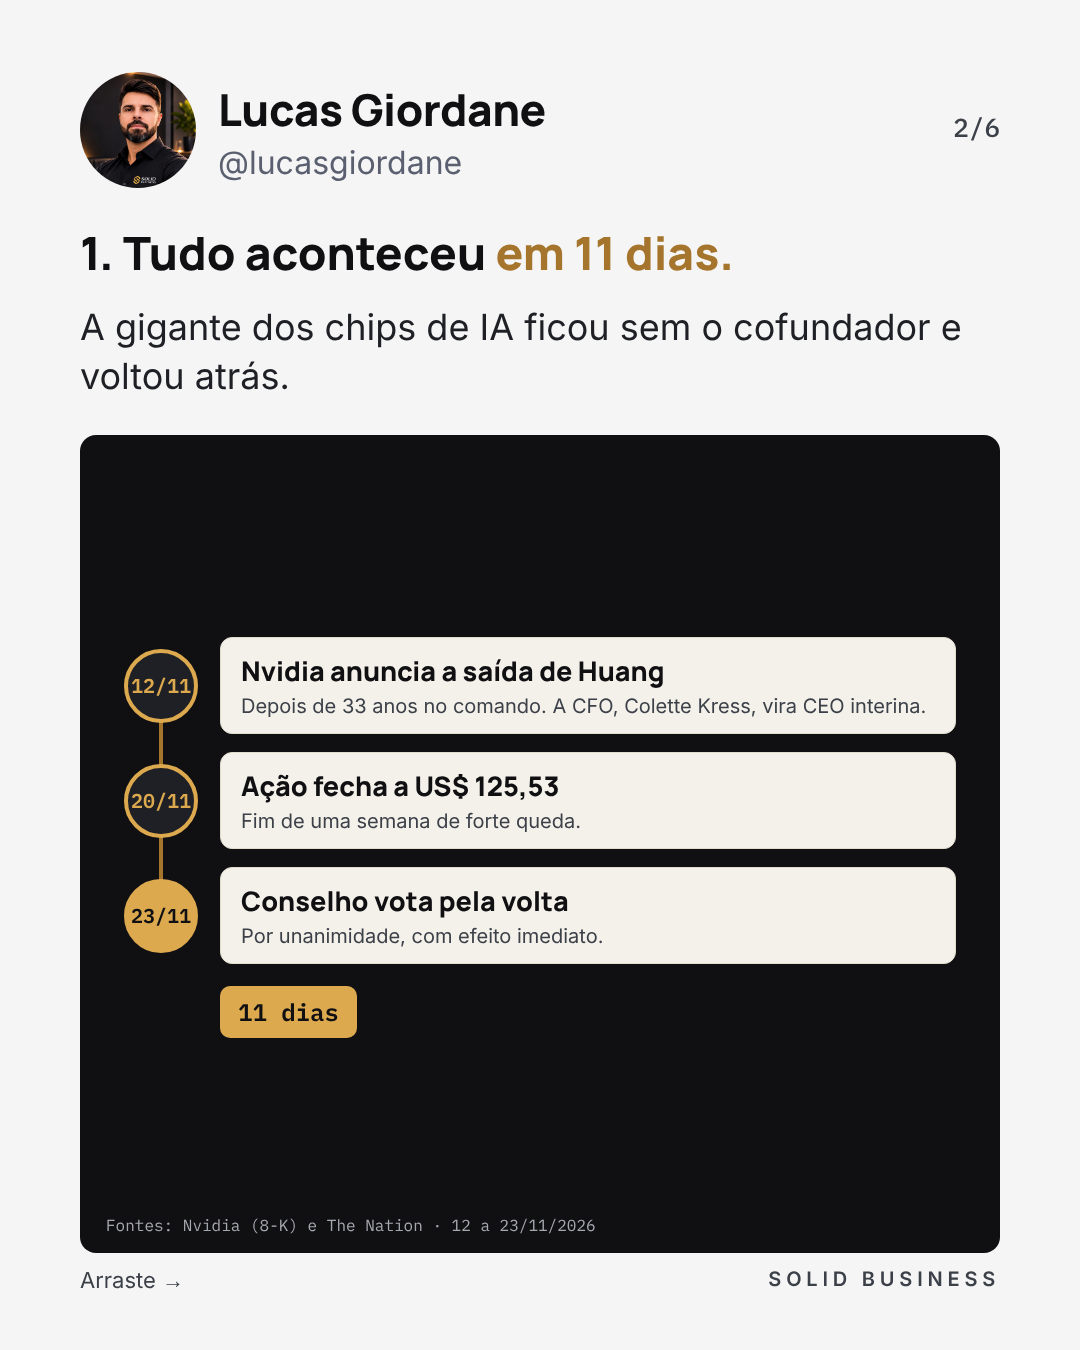 Lucas Giordane
@lucasgiordane
2/6
1. Tudo aconteceu em 11 dias.
A gigante dos chips de IA ficou sem o cofundador e
voltou atrás.
12/11
Nvidia anuncia a saída de Huang
Depois de 33 anos no comando. A CFO, Colette Kress, vira CEO interina.
20/11
Ação fecha a US$ 125,53
Fim de uma semana de forte queda.
23/11
Conselho vota pela volta
Por unanimidade, com efeito imediato.
11 dias
Fontes: Nvidia (8-K) e The Nation · 12 a 23/11/2026
Arraste →
SOLID BUSINESS